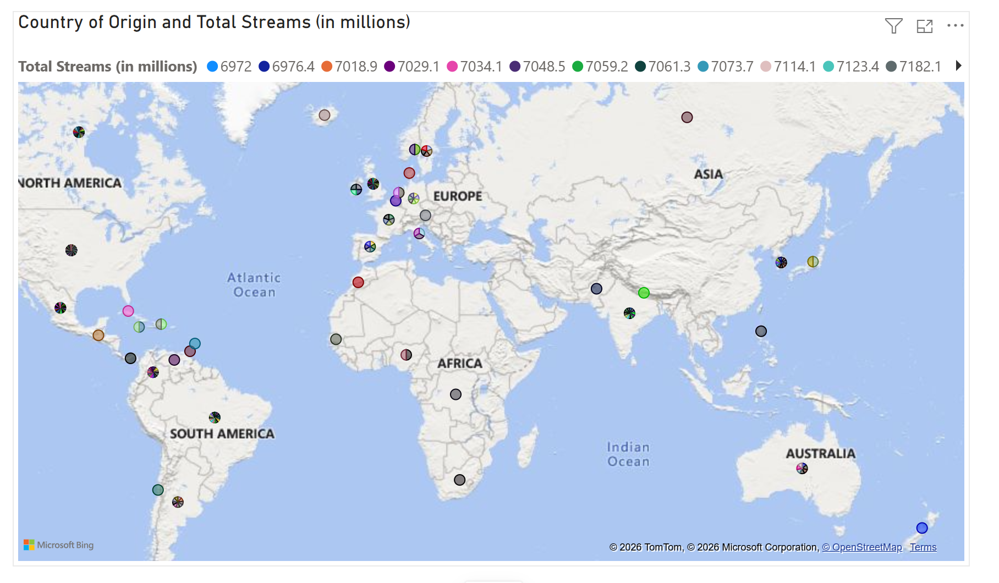 Country of Origin and Total Streams (in millions)
Total Streams (in millions) 6972 6976.4 7018.9 7029.1 7034.1 7048.5 7059.2 7061.3 7073.7 7114.1 7123.4 7182.1
ASIA
NORTH AMERICA
EUROPE
Atlantic
Ocean
AFRICA
SOUTH AMERICA
Indian
Ocean
AUSTRALIA
Microsoft Bing
© 2026 TomTom, © 2026 Microsoft Corporation, © OpenStreetMap Terms